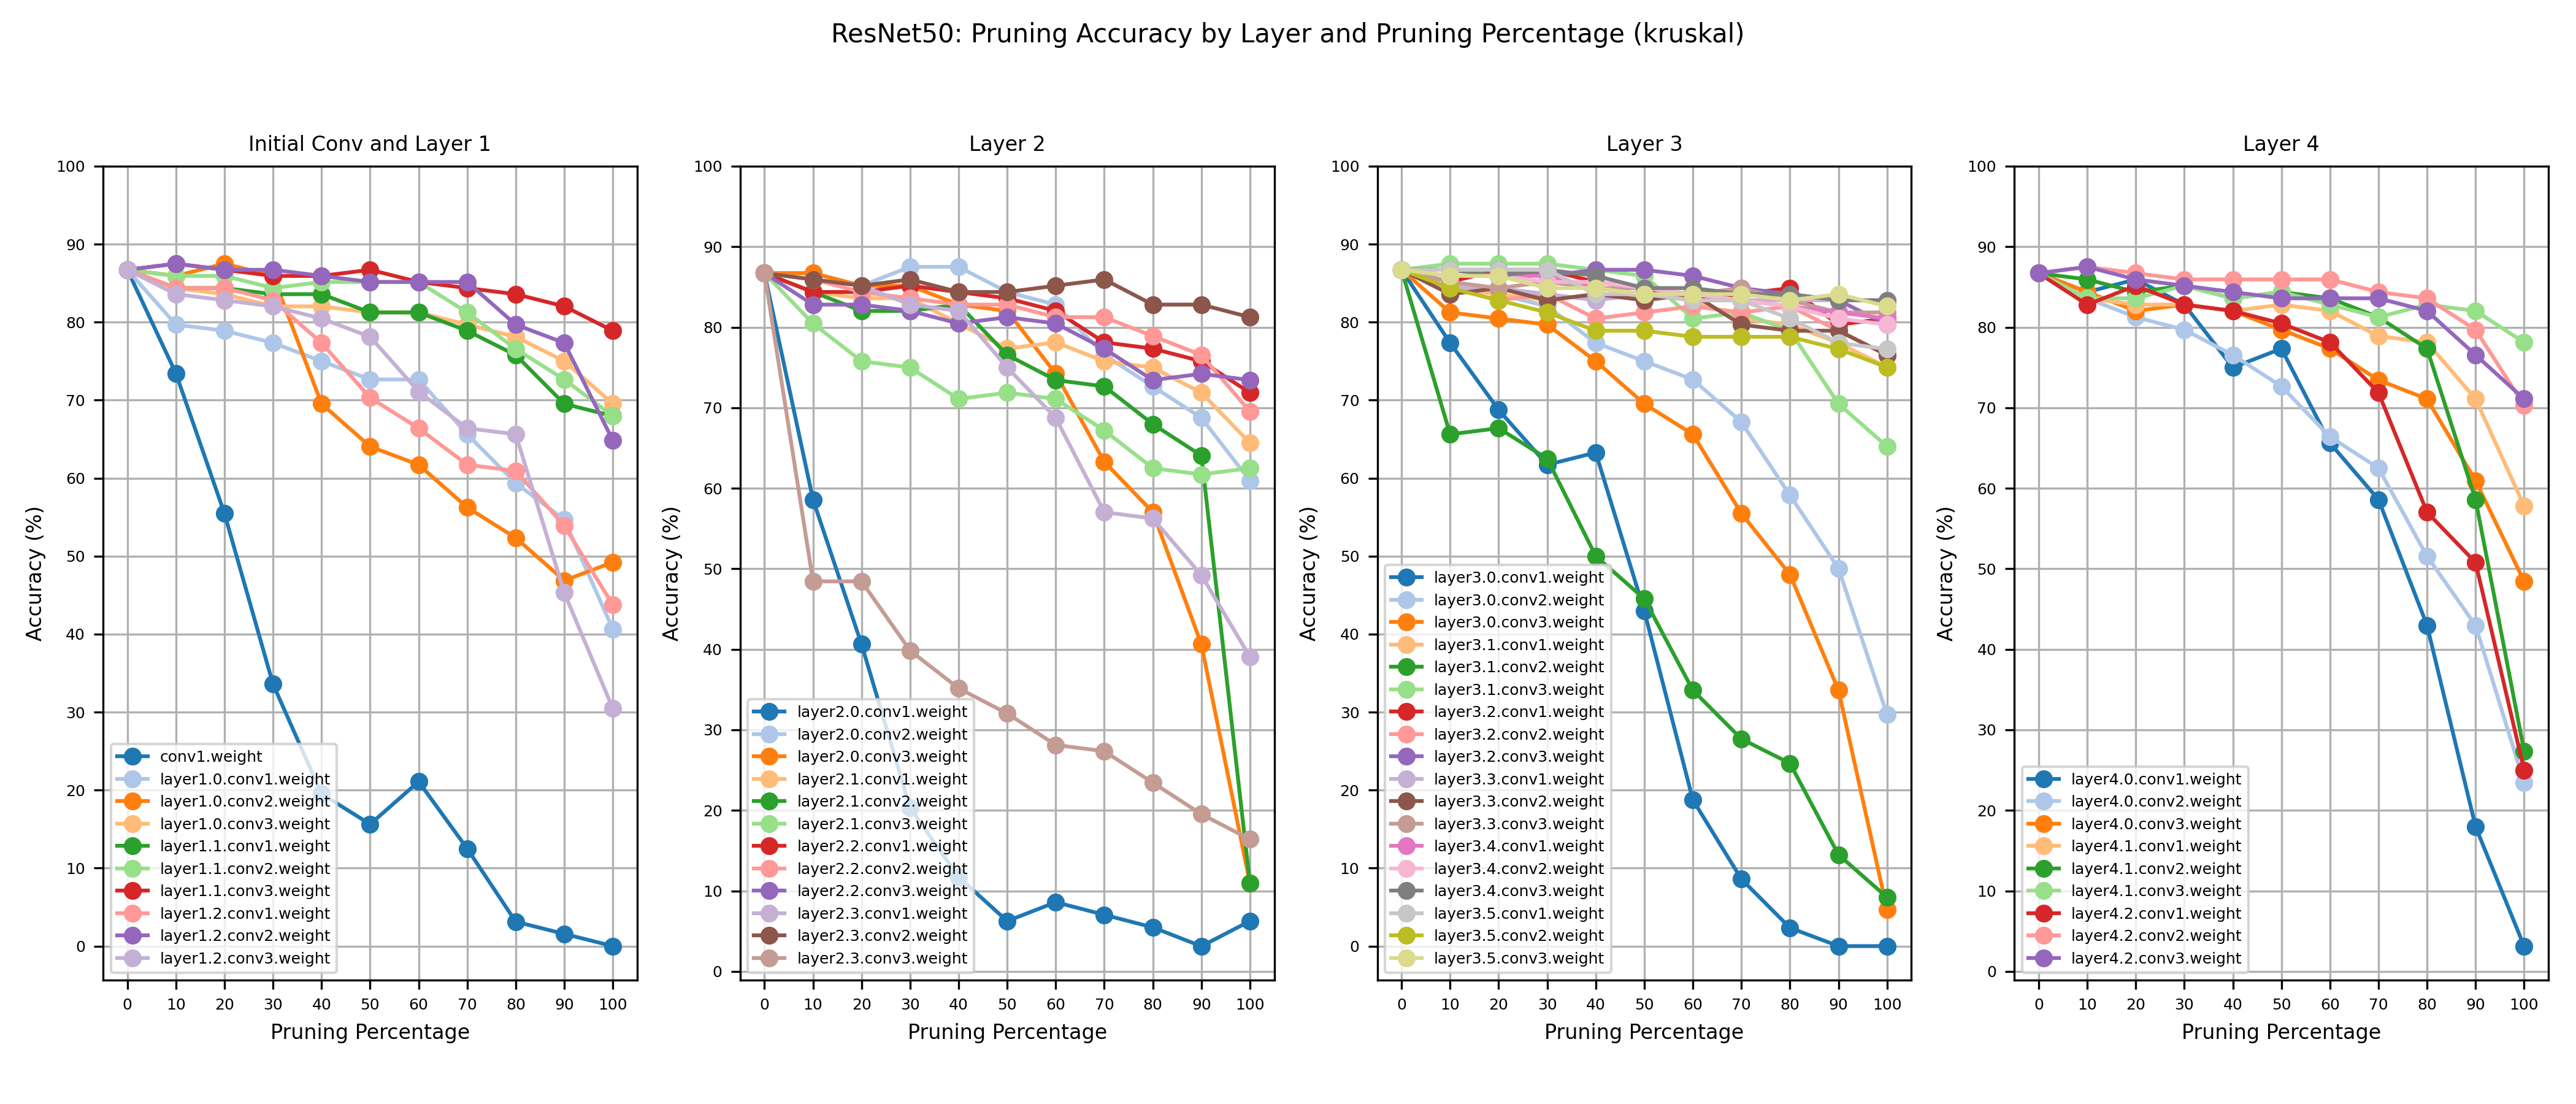 ResNet50: Pruning Accuracy by Layer and Pruning Percentage (kruskal)
Initial Conv and Layer 1
100
90
80
70
60
50
40
30
20
10
0
Accuracy (%)
conv1.weight
layer1.0.conv1.weight
layer1.0.conv2.weight
layer1.0.conv3.weight
layer1.1.conv1.weight
layer1.1.conv2.weight
layer1.1.conv3.weight
layer1.2.conv1.weight
layer1.2.conv2.weight
layer1.2.conv3.weight
0 10 20 30 40 50 60 70 80 90 100
Pruning Percentage
Layer 2
100
90
80
70
60
50
40
30
20
10
0
Accuracy (%)
layer2.0.conv1.weight
layer2.0.conv2.weight
layer2.0.conv3.weight
layer2.1.conv1.weight
layer2.1.conv2.weight
layer2.1.conv3.weight
layer2.2.conv1.weight
layer2.2.conv2.weight
layer2.2.conv3.weight
layer2.3.conv1.weight
layer2.3.conv2.weight
layer2.3.conv3.weight
0 10 20 30 40 50 60 70 80 90 100
Pruning Percentage
Layer 3
100
90
80
70
60
50
40
30
20
10
0
Accuracy (%)
layer3.0.conv1.weight
layer3.0.conv2.weight
layer3.0.conv3.weight
layer3.1.conv1.weight
layer3.1.conv2.weight
layer3.1.conv3.weight
layer3.2.conv1.weight
layer3.2.conv2.weight
layer3.2.conv3.weight
layer3.3.conv1.weight
layer3.3.conv2.weight
layer3.3.conv3.weight
layer3.4.conv1.weight
layer3.4.conv2.weight
layer3.4.conv3.weight
layer3.5.conv1.weight
layer3.5.conv2.weight
layer3.5.conv3.weight
0 10 20 30 40 50 60 70 80 90 100
Pruning Percentage
Layer 4
100
90
80
70
60
50
40
30
20
10
0
Accuracy (%)
layer4.0.conv1.weight
layer4.0.conv2.weight
layer4.0.conv3.weight
layer4.1.conv1.weight
layer4.1.conv2.weight
layer4.1.conv3.weight
layer4.2.conv1.weight
layer4.2.conv2.weight
layer4.2.conv3.weight
0 10 20 30 40 50 60 70 80 90 100
Pruning Percentage